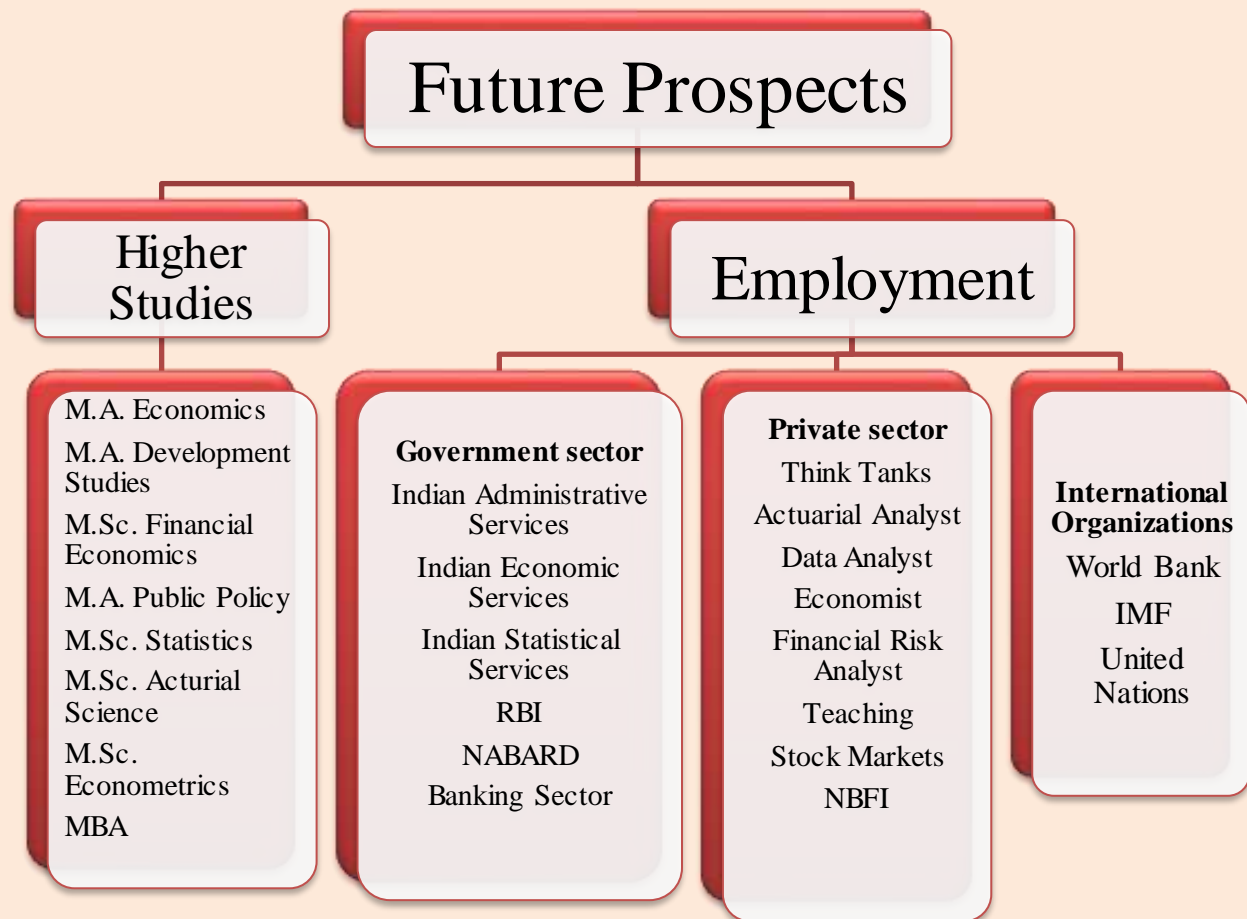 Future Prospects
Higher
Studies
Employment
M.A. Economics
M.A. Development
Studies
M.Sc. Financial
Economics
M.A. Public Policy
M.Sc. Statistics
M.Sc. Acturial
Science
M.Sc.
Econometrics
MBA
Government sector
Indian Administrative
Services
Indian Economic
Services
Indian Statistical
Services
RBI
NABARD
Banking Sector
Private sector
Think Tanks
Actuarial Analyst
Data Analyst
Economist
Financial Risk
Analyst
Teaching
Stock Markets
NBFI
International
Organizations
World Bank
IMF
United
Nations